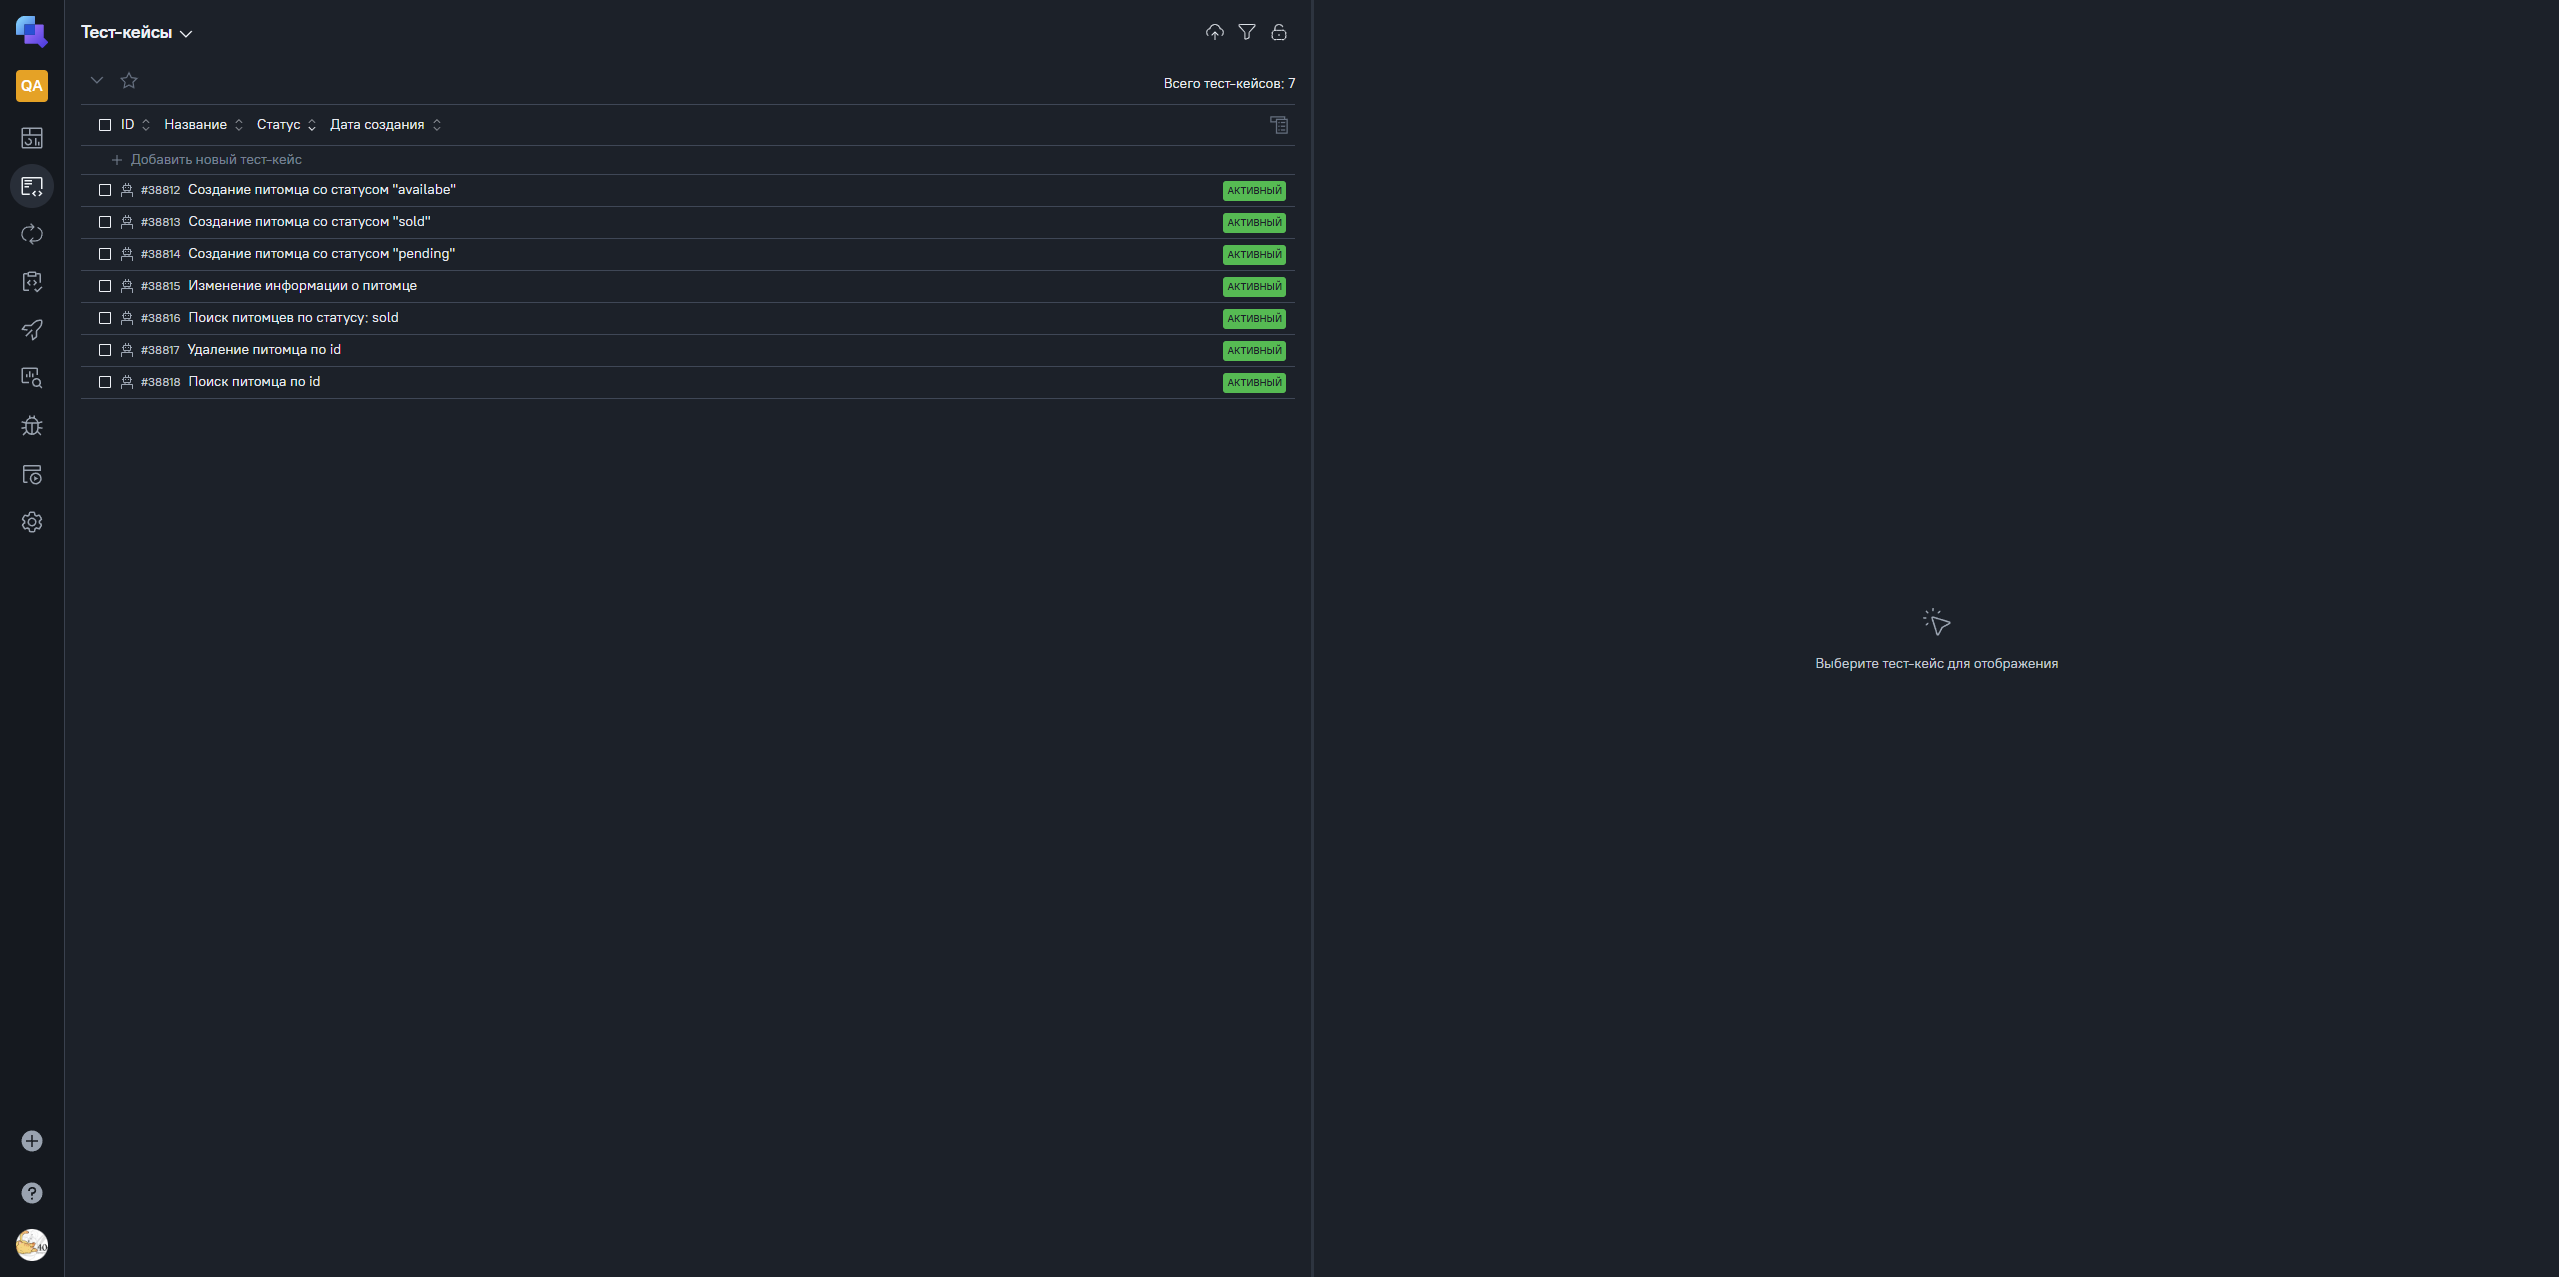 Тест-кейсы
QA
Всего тест-кейсов: 7
ID Название Статус Дата создания
Добавить новый тест-кейс
#38812 Создание питомца со статусом "availabe" АКТИВНЫЙ
#38813 Создание питомца со статусом "sold" АКТИВНЫЙ
#38814 Создание питомца со статусом "pending" АКТИВНЫЙ
#38815 Изменение информации о питомце АКТИВНЫЙ
#38816 Поиск питомцев по статусу: sold АКТИВНЫЙ
#38817 Удаление питомца по id АКТИВНЫЙ
#38818 Поиск питомца по id АКТИВНЫЙ
Выберите тест-кейс для отображения